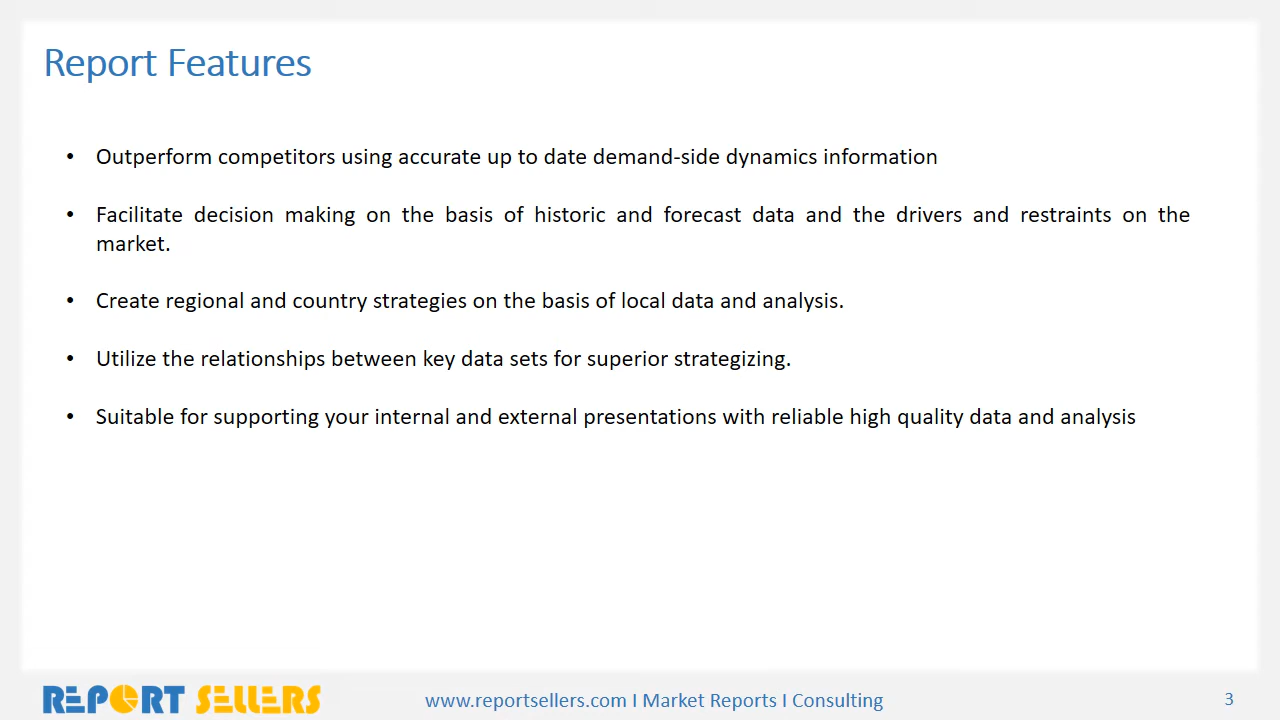 Report Features
• Outperform competitors using accurate up to date demand-side dynamics information
• Facilitate decision making on the basis of historic and forecast data and the drivers and restraints on the
market.
• Create regional and country strategies on the basis of local data and analysis.
• Utilize the relationships between key data sets for superior strategizing.
• Suitable for supporting your internal and external presentations with reliable high quality data and analysis
REPORT SELLERS
www.reportsellers.com I Market Reports I Consulting
3